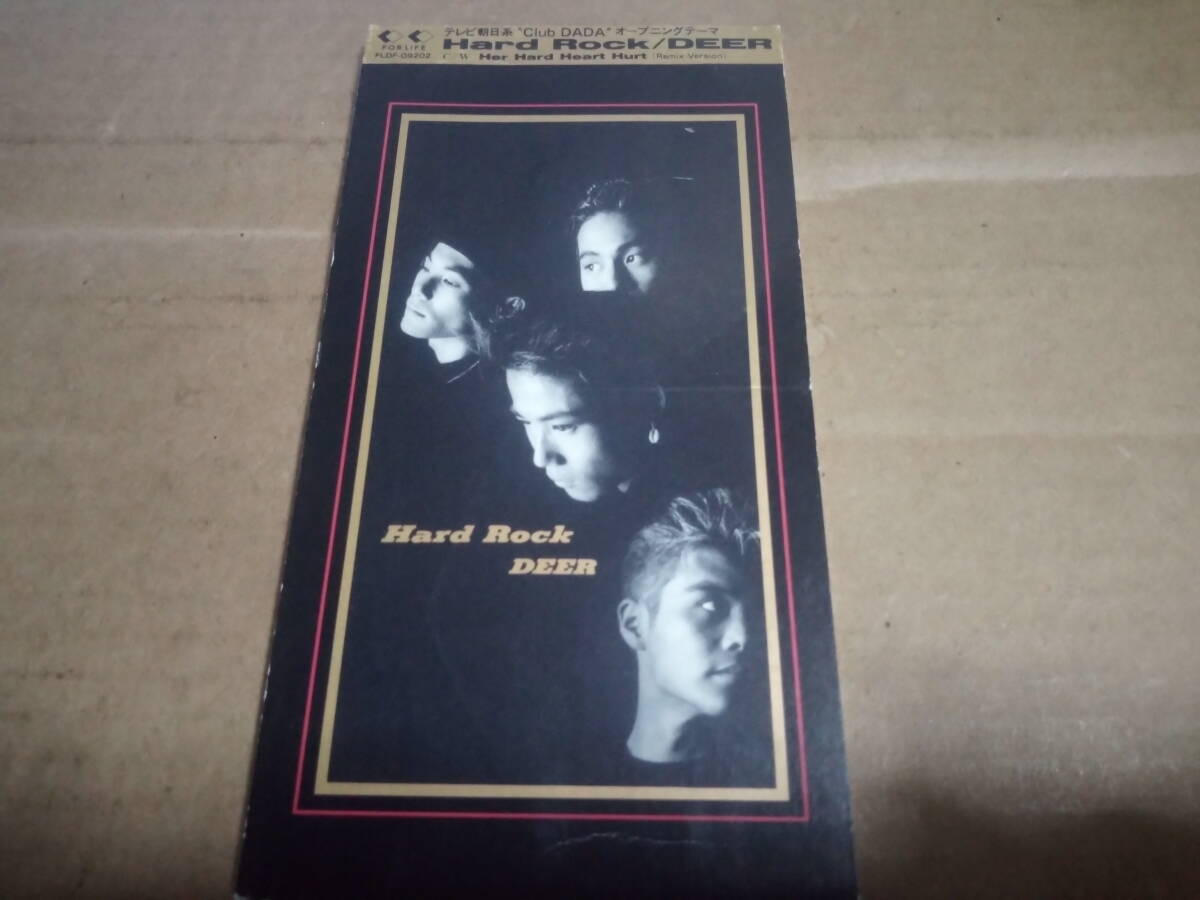 テレビ朝日系 "Club DADA" オープニングテーマ
FOR LIFE
Hard Rock/DEER
FLDF-09202
C/W Her Hard Heart Hurt (Remix Version)
Hard Rock
DEER